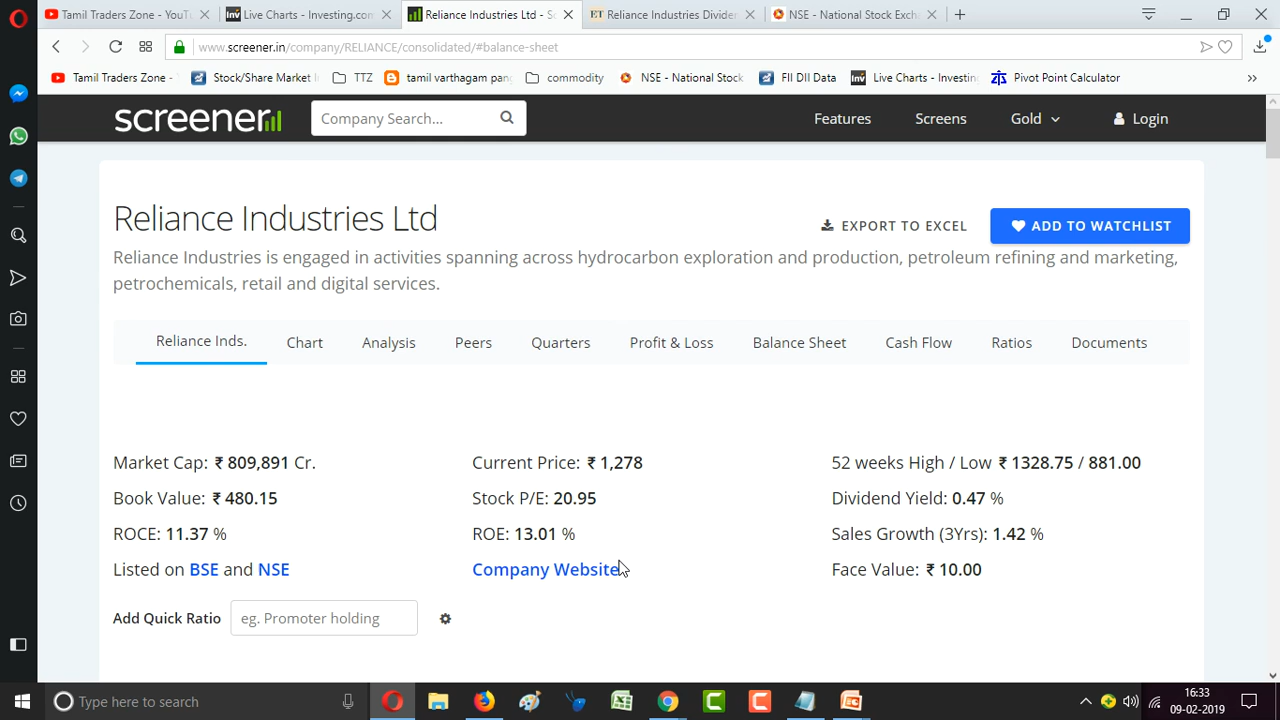 Tamil Traders Zone - YouTu
Live Charts - Investing.com
Reliance Industries Ltd - Sc
Reliance Industries Divider
NSE - National Stock Excha
www.screener.in/company/RELIANCE/consolidated/#balance-sheet
Tamil Traders Zone -
Stock/Share Market
TTZ
tamil varthagam pan
commodity
NSE - National Stock
FII DII Data
Live Charts - Investin
Pivot Point Calculator
screener
Company Search...
Features
Screens
Gold
Login
Reliance Industries Ltd
EXPORT TO EXCEL
ADD TO WATCHLIST
Reliance Industries is engaged in activities spanning across hydrocarbon exploration and production, petroleum refining and marketing,
petrochemicals, retail and digital services.
Reliance Inds.
Chart
Analysis
Peers
Quarters
Profit & Loss
Balance Sheet
Cash Flow
Ratios
Documents
Market Cap: ₹ 809,891 Cr.
Current Price: ₹ 1,278
52 weeks High / Low ₹ 1328.75 / 881.00
Book Value: ₹ 480.15
Stock P/E: 20.95
Dividend Yield: 0.47 %
ROCE: 11.37 %
ROE: 13.01 %
Sales Growth (3Yrs): 1.42 %
Listed on BSE and NSE
Company Website
Face Value: ₹ 10.00
Add Quick Ratio
eg. Promoter holding
Type here to search
16:33
09-02-2019